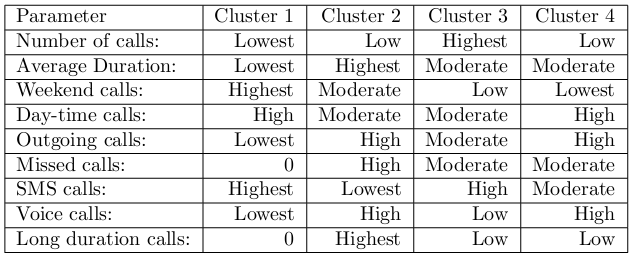 Parameter Cluster 1 Cluster 2 Cluster 3 Cluster 4
Number of calls: Lowest Low Highest Low
Average Duration: Lowest Highest Moderate Moderate
Weekend calls: Highest Moderate Low Lowest
Day-time calls: High Moderate Moderate High
Outgoing calls: Lowest High Moderate High
Missed calls: 0 High Moderate Moderate
SMS calls: Highest Lowest High Moderate
Voice calls: Lowest High Low High
Long duration calls: 0 Highest Low Low